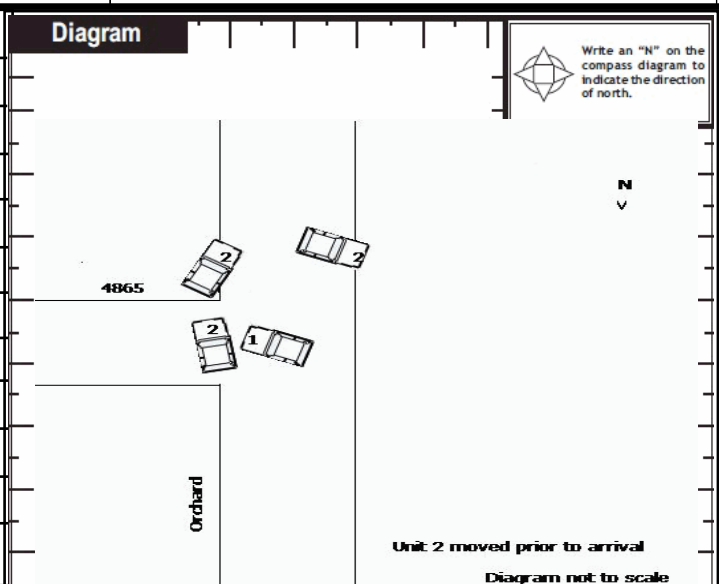 Diagram
Write an “N” on the
compass diagram to
indicate the direction
of north.
N
V
2
2
4865
2
1
Orchard
Unit 2 moved prior to arrival
Diagram not to scale